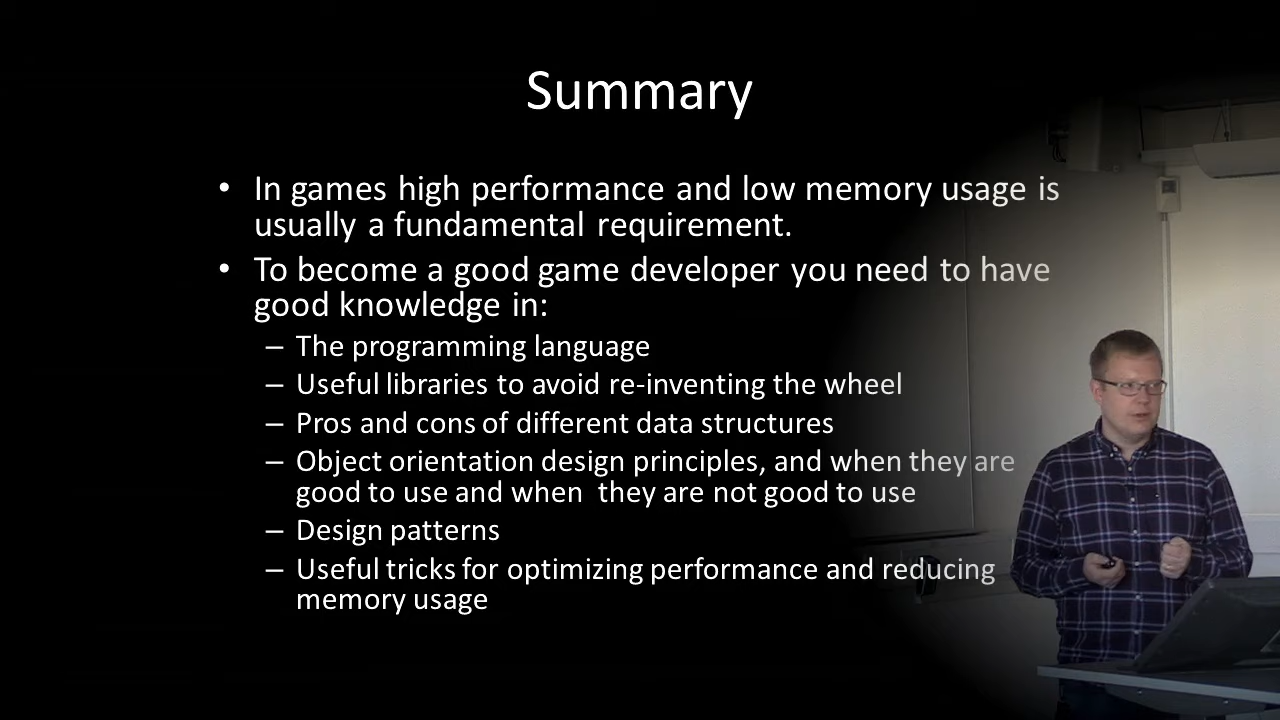 Summary
• In games high performance and low memory usage is
usually a fundamental requirement.
• To become a good game developer you need to have
good knowledge in:
– The programming language
– Useful libraries to avoid re-inventing the wheel
– Pros and cons of different data structures
– Object orientation design principles, and when they are
good to use and when  they are not good to use
– Design patterns
– Useful tricks for optimizing performance and reducing
memory usage